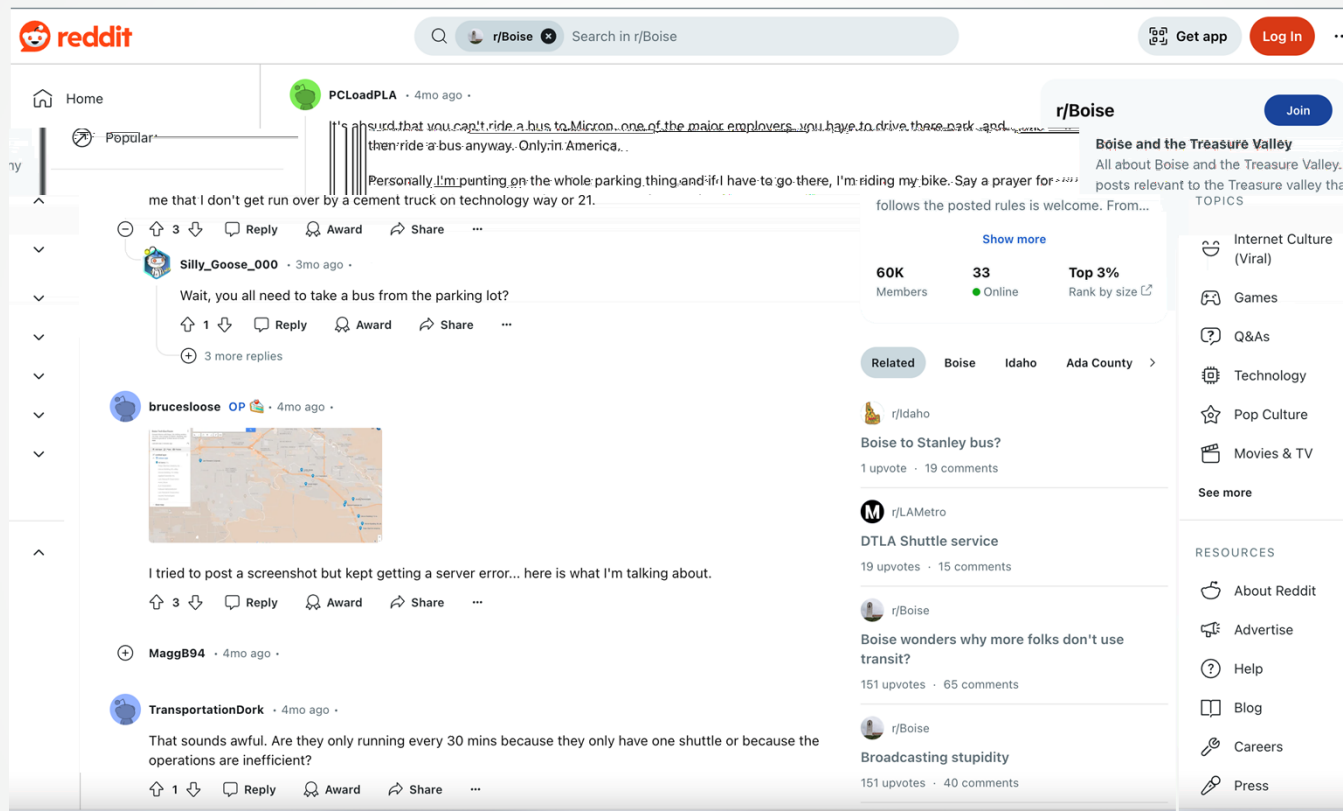 reddit
r/Boise
Search in r/Boise
Get app
Log In
Home
Popular
ny
PCLoadPLA • 4mo ago •
It's absurd that you can't ride a bus to Micron, one of the major employers. you have to drive there park, and
then ride a bus anyway. Only in America.
Personally I'm punting on the whole parking thing and if I have to go there, I'm riding my bike. Say a prayer for
me that I don't get run over by a cement truck on technology way or 21.
3 Reply Award Share
Silly_Goose_000 • 3mo ago •
Wait, you all need to take a bus from the parking lot?
1 Reply Award Share
3 more replies
brucesloose OP • 4mo ago •
I tried to post a screenshot but kept getting a server error... here is what I'm talking about.
3 Reply Award Share
MaggB94 • 4mo ago •
TransportationDork • 4mo ago •
That sounds awful. Are they only running every 30 mins because they only have one shuttle or because the
operations are inefficient?
1 Reply Award Share
r/Boise
Join
Boise and the Treasure Valley
All about Boise and the Treasure Valley.
posts relevant to the Treasure valley tha
follows the posted rules is welcome. From...
Show more
60K 33 Top 3%
Members Online Rank by size
Related Boise Idaho Ada County
r/Idaho
Boise to Stanley bus?
1 upvote · 19 comments
M r/LAMetro
DTLA Shuttle service
19 upvotes · 15 comments
r/Boise
Boise wonders why more folks don't use
transit?
151 upvotes · 65 comments
r/Boise
Broadcasting stupidity
151 upvotes · 40 comments
TOPICS
Internet Culture
(Viral)
Games
Q&As
Technology
Pop Culture
Movies & TV
See more
RESOURCES
About Reddit
Advertise
Help
Blog
Careers
Press